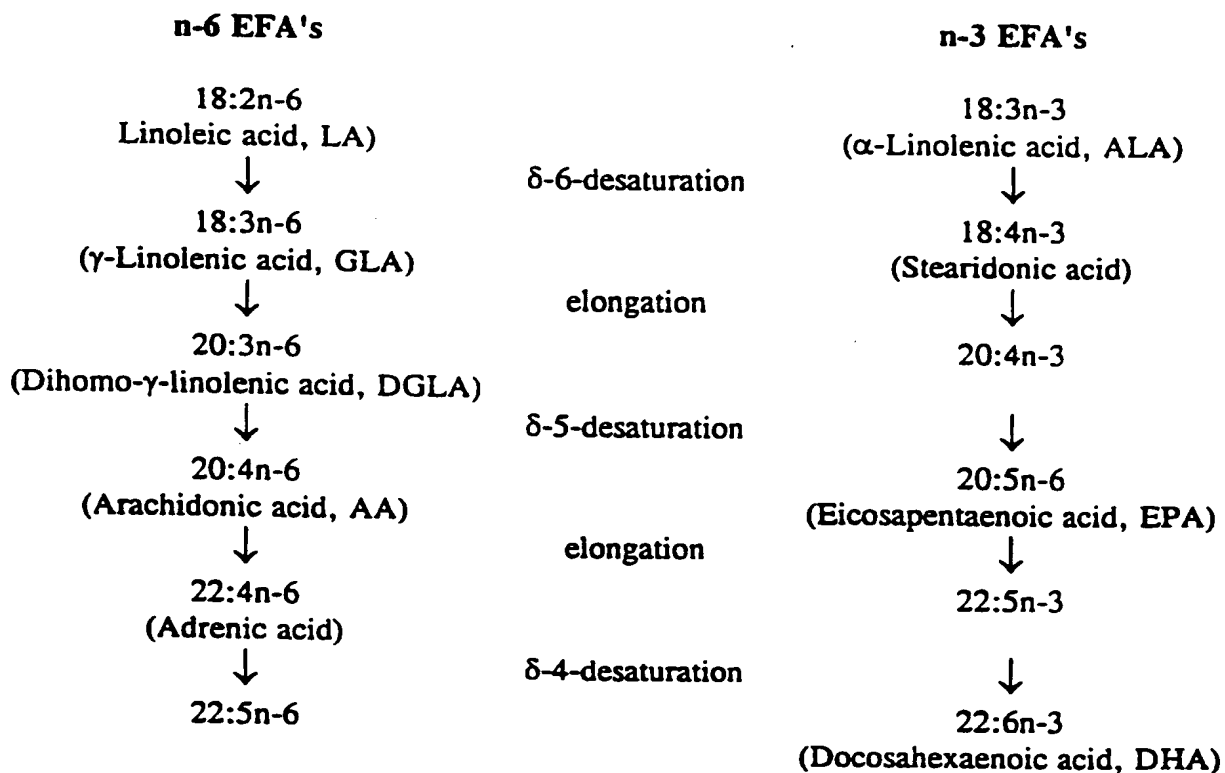 n-6 EFA's
n-3 EFA's
18:2n-6
Linoleic acid, LA)
18:3n-3
(α-Linolenic acid, ALA)
δ-6-desaturation
18:3n-6
(γ-Linolenic acid, GLA)
18:4n-3
(Stearidonic acid)
elongation
20:3n-6
(Dihomo-γ-linolenic acid, DGLA)
20:4n-3
δ-5-desaturation
20:4n-6
(Arachidonic acid, AA)
20:5n-6
(Eicosapentaenoic acid, EPA)
elongation
22:4n-6
(Adrenic acid)
22:5n-3
δ-4-desaturation
22:5n-6
22:6n-3
(Docosahexaenoic acid, DHA)